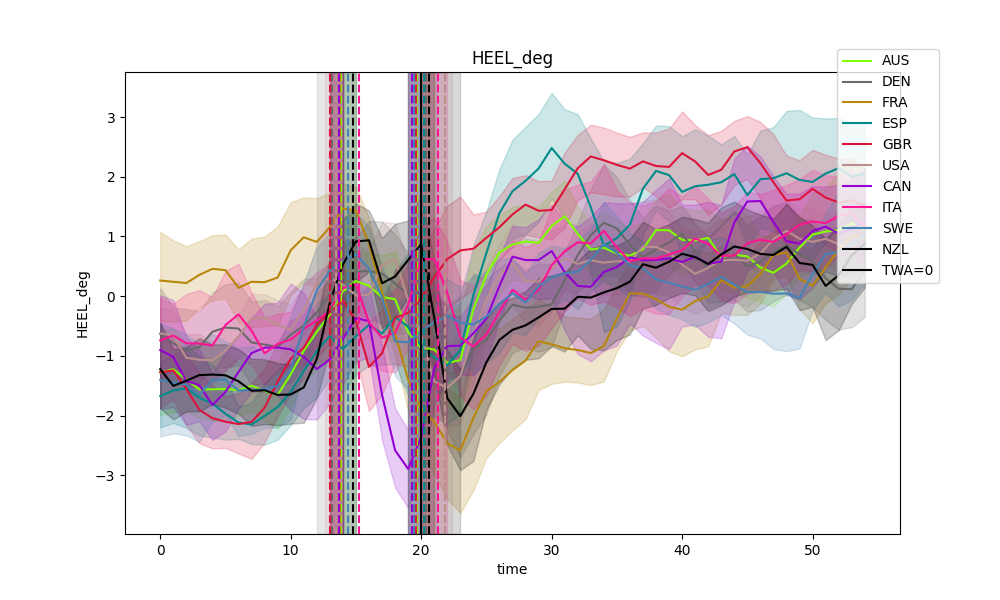 HEEL_deg
AUS
DEN
FRA
ESP
GBR
USA
CAN
ITA
SWE
NZL
TWA=0
HEEL_deg
3
2
1
0
−1
−2
−3
0 10 20 30 40 50
time